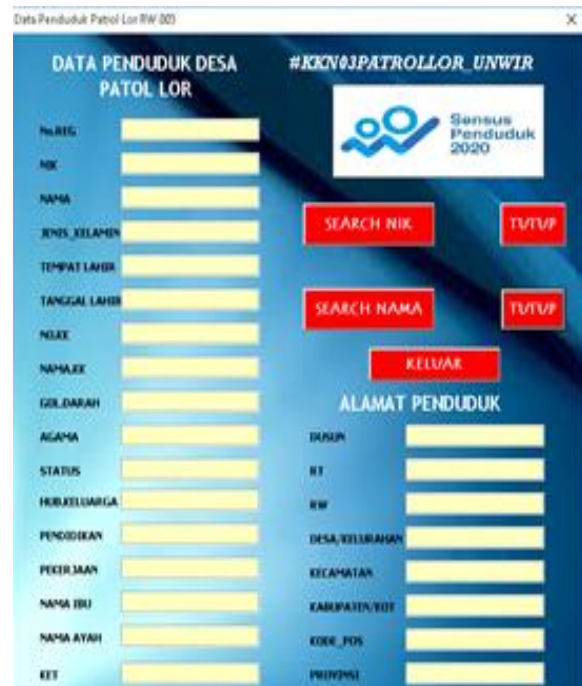 Data Penduduk Patrol Lor RW 003
DATA PENDUDUK DESA
PATOL LOR
No.REG
NIK
NAMA
JENIS_KELAMIN
TEMPAT LAHIR
TANGGAL LAHIR
NO.KK
NAMA.KK
GOL.DARAH
AGAMA
STATUS
HUB.KELUARGA
PENDIDIKAN
PEKERJAAN
NAMA IBU
NAMA AYAH
KET
#KKN03PATROLLOR_UNWIR
Sensus
Penduduk
2020
SEARCH NIK
TUTUP
SEARCH NAMA
TUTUP
KELUAR
ALAMAT PENDUDUK
DUSUN
RT
RW
DESA/KELURAHAN
KECAMATAN
KABUPATEN/KOT
KODE_POS
PROVINSI